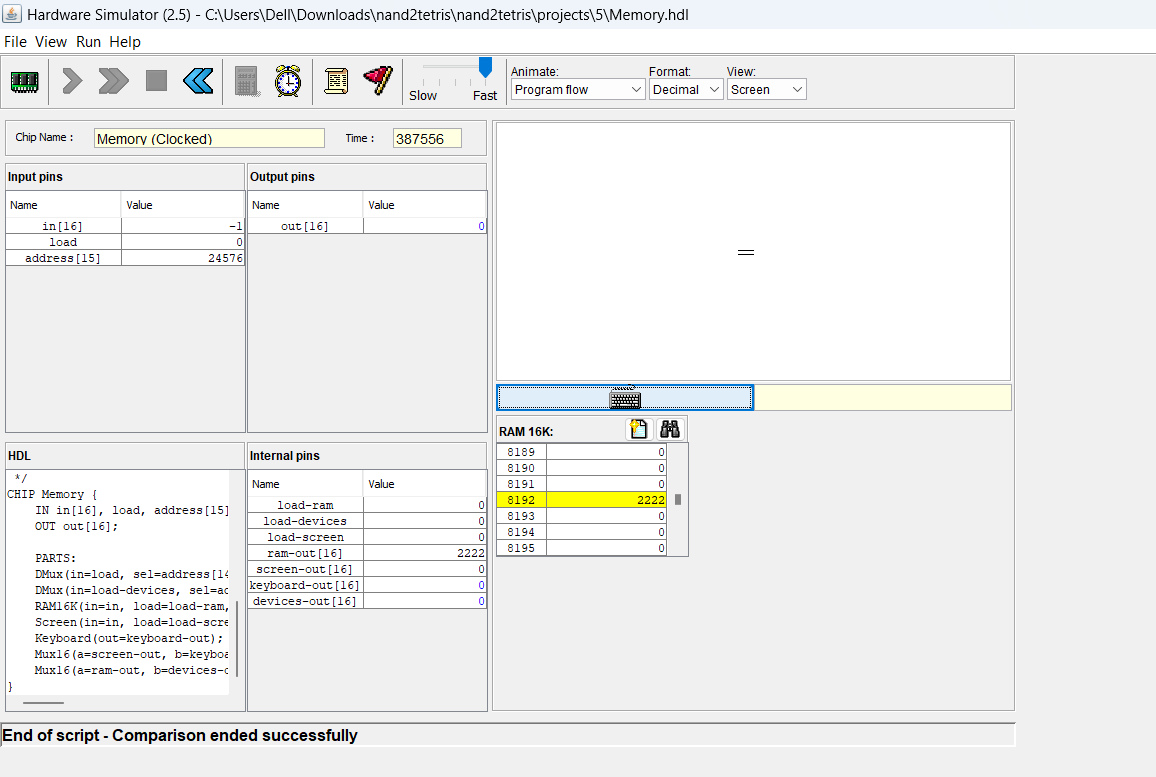 Hardware Simulator (2.5) - C:\Users\Dell\Downloads\nand2tetris\nand2tetris\projects\5\Memory.hdl
File View Run Help
Slow Fast
Animate: Format: View:
Program flow Decimal Screen
Chip Name : Memory (Clocked) Time : 387556
Input pins
Name Value
in[16] -1
load 0
address[15] 24576
Output pins
Name Value
out[16] 0
HDL
*/
CHIP Memory {
IN in[16], load, address[15]
OUT out[16];
PARTS:
DMux(in=load, sel=address[14
DMux(in=load-devices, sel=ad
RAM16K(in=in, load=load-ram,
Screen(in=in, load=load-scre
Keyboard(out=keyboard-out);
Mux16(a=screen-out, b=keyboa
Mux16(a=ram-out, b=devices-o
}
Internal pins
Name Value
load-ram 0
load-devices 0
load-screen 0
ram-out[16] 2222
screen-out[16] 0
keyboard-out[16] 0
devices-out[16] 0
RAM 16K:
8189 0
8190 0
8191 0
8192 2222
8193 0
8194 0
8195 0
End of script - Comparison ended successfully